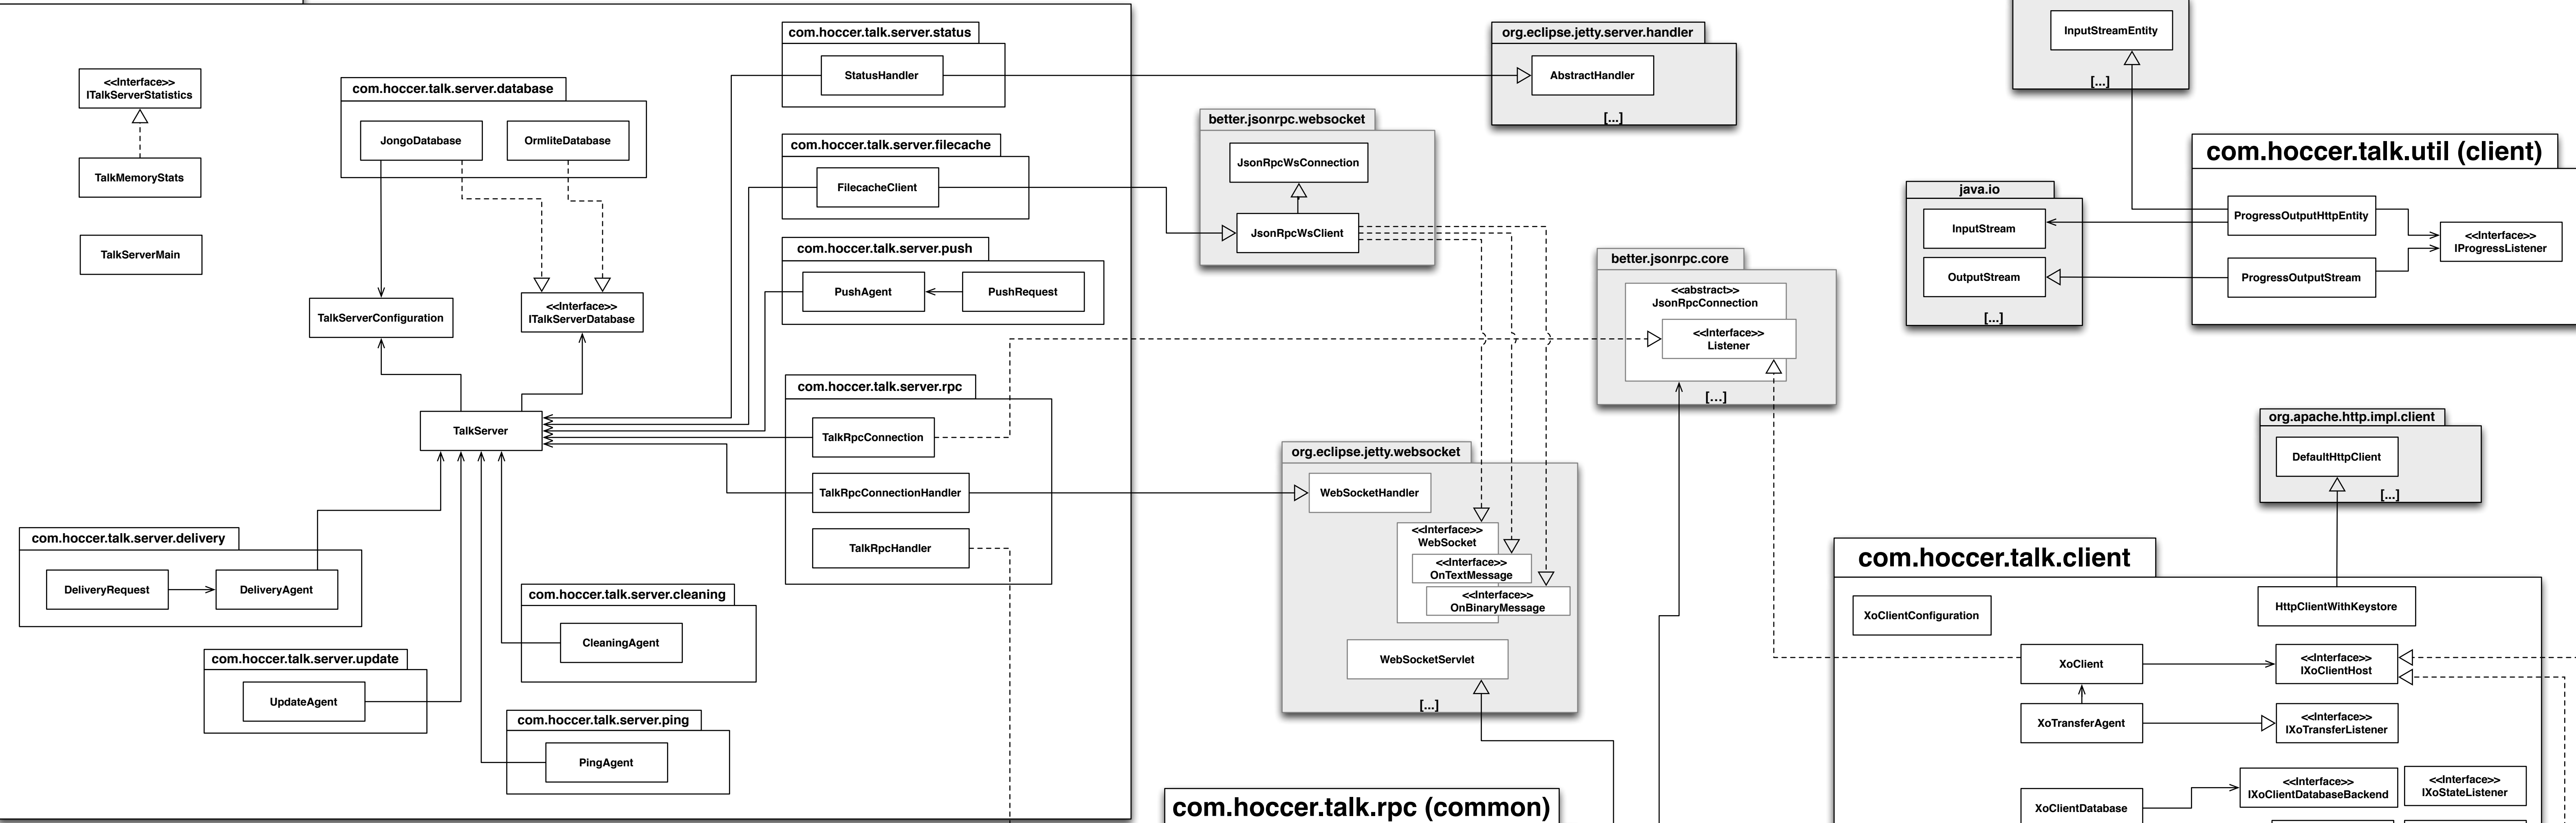 <<Interface>>
ITalkServerStatistics
TalkMemoryStats
TalkServerMain
com.hoccer.talk.server.database
JongoDatabase
OrmliteDatabase
TalkServerConfiguration
<<Interface>>
ITalkServerDatabase
TalkServer
com.hoccer.talk.server.delivery
DeliveryRequest
DeliveryAgent
com.hoccer.talk.server.update
UpdateAgent
com.hoccer.talk.server.cleaning
CleaningAgent
com.hoccer.talk.server.ping
PingAgent
com.hoccer.talk.server.status
StatusHandler
com.hoccer.talk.server.filecache
FilecacheClient
com.hoccer.talk.server.push
PushAgent
PushRequest
com.hoccer.talk.server.rpc
TalkRpcConnection
TalkRpcConnectionHandler
TalkRpcHandler
org.eclipse.jetty.server.handler
AbstractHandler
[...]
better.jsonrpc.websocket
JsonRpcWsConnection
JsonRpcWsClient
better.jsonrpc.core
<<abstract>>
JsonRpcConnection
<<Interface>>
Listener
[...]
org.eclipse.jetty.websocket
WebSocketHandler
<<Interface>>
WebSocket
<<Interface>>
OnTextMessage
<<Interface>>
OnBinaryMessage
WebSocketServlet
[...]
com.hoccer.talk.rpc (common)
InputStreamEntity
[...]
java.io
InputStream
OutputStream
[...]
com.hoccer.talk.util (client)
ProgressOutputHttpEntity
ProgressOutputStream
<<Interface>>
IProgressListener
org.apache.http.impl.client
DefaultHttpClient
[...]
com.hoccer.talk.client
XoClientConfiguration
HttpClientWithKeystore
XoClient
<<Interface>>
IXoClientHost
XoTransferAgent
<<Interface>>
IXoTransferListener
XoClientDatabase
<<Interface>>
IXoClientDatabaseBackend
<<Interface>>
IXoStateListener